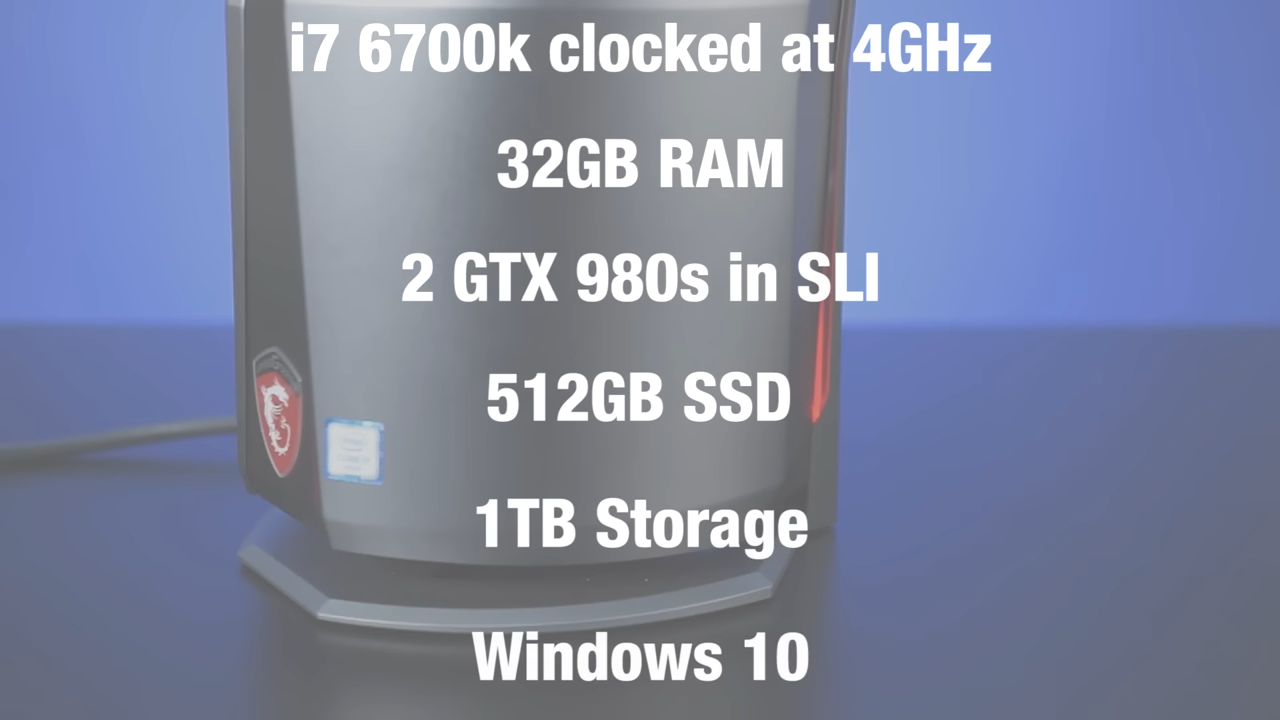 i7 6700k clocked at 4GHz
32GB RAM
2 GTX 980s in SLI
512GB SSD
1TB Storage
Windows 10